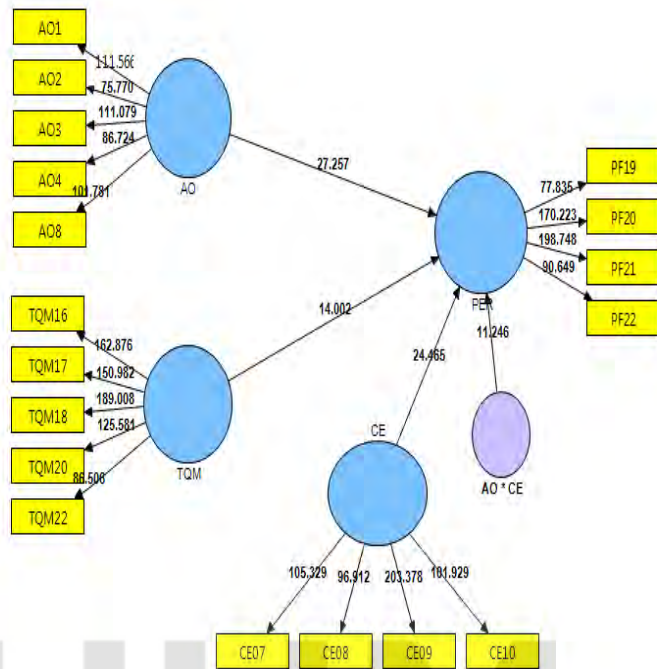 AO1
AO2
AO3
AO4
AO8
111.566
75.770
111.079
86.724
101.781
AO
27.257
PF19
PF20
PF21
PF22
77.835
170.223
198.748
90.649
PER
TQM16
TQM17
TQM18
TQM20
TQM22
162.876
150.982
189.008
125.581
86.506
TQM
14.002
24.465
11.246
CE
AO * CE
105.329
96.912
203.378
101.929
CE07
CE08
CE09
CE10